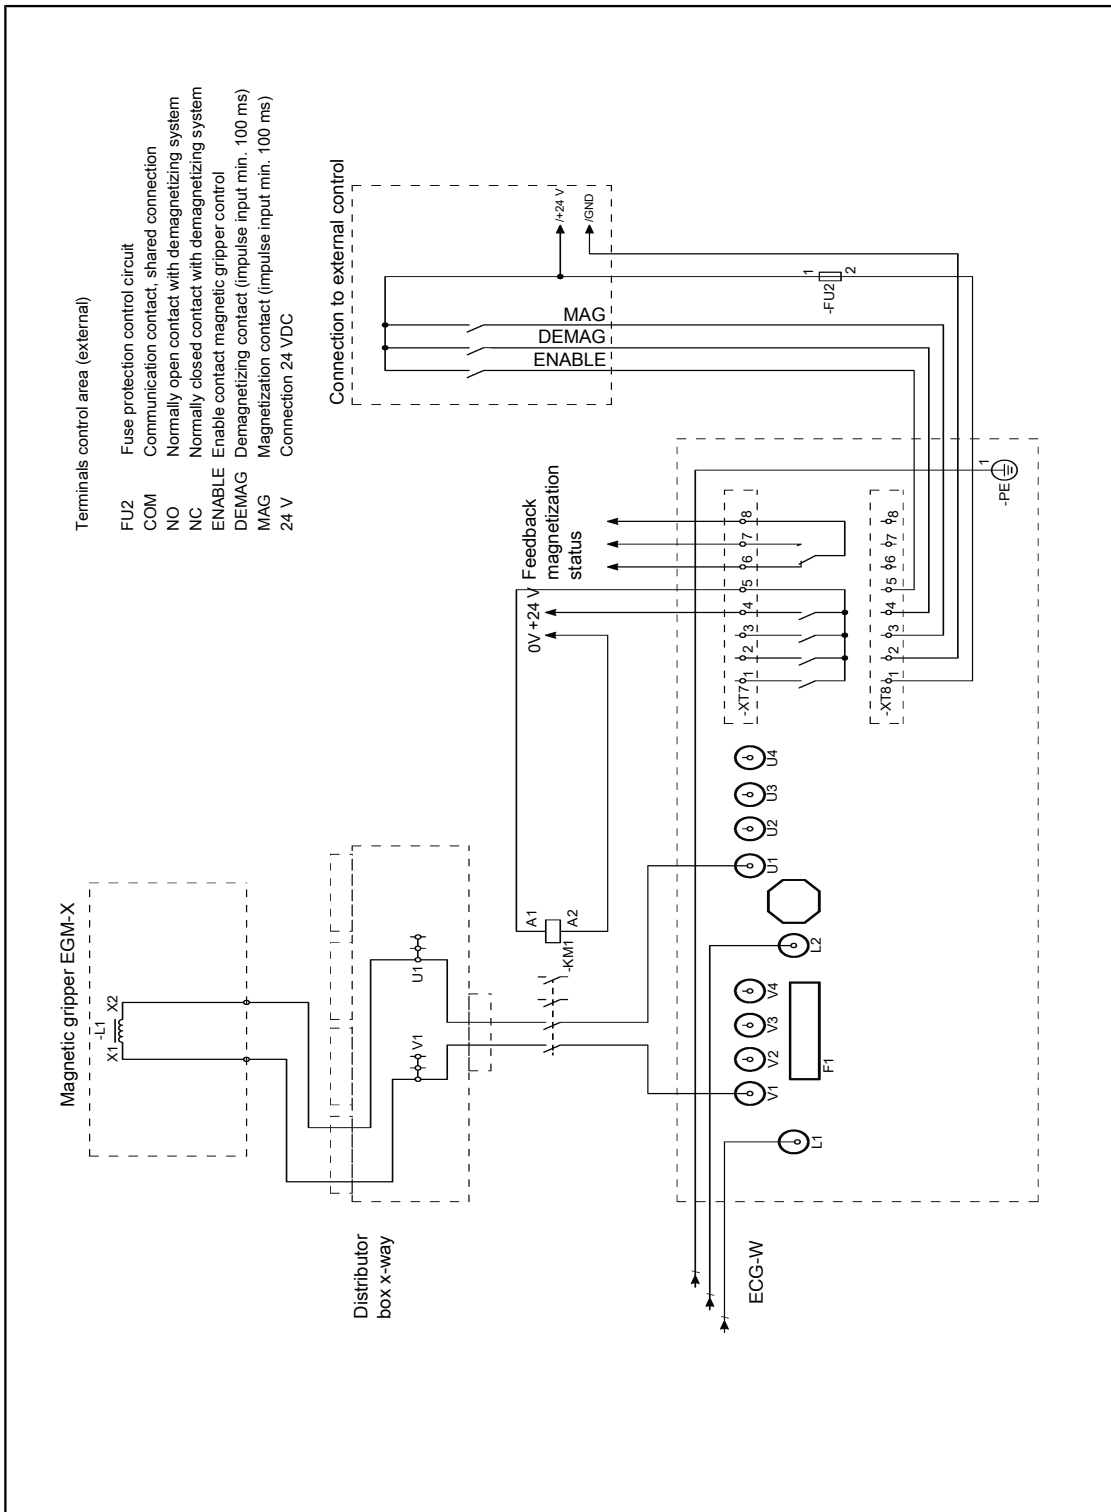 Terminals control area (external)
FU2 Fuse protection control circuit
COM Communication contact, shared connection
NO Normally open contact with demagnetizing system
NC Normally closed contact with demagnetizing system
ENABLE Enable contact magnetic gripper control
DEMAG Demagnetizing contact (impulse input min. 100 ms)
MAG Magnetization contact (impulse input min. 100 ms)
24 V Connection 24 VDC
Magnetic gripper EGM-X
-L1
X1 X2
Connection to external control
/+24 V
/GND
MAG
DEMAG
ENABLE
-FU2
1 2
Distributor
box x-way
V1 U1
-KM1
A1 A2
0V +24 V
Feedback
magnetization
status
ECG-W
L1 V1 V2 V3 V4 L2 U1 U2 U3 U4
F1
-XT7
1 2 3 4 5 6 7 8
-XT8
1 2 3 4 5 6 7 8
-PE
1